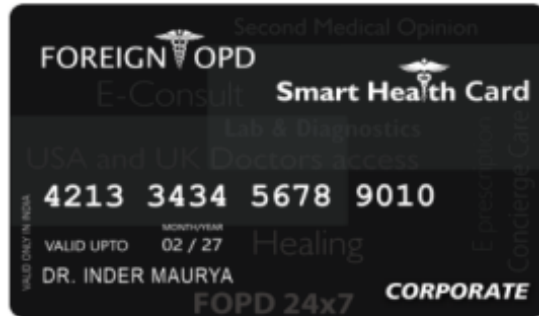 Second Medical Opinion
FOREIGN OPD
E-Consult
Smart Health Card
Lab & Diagnostics
USA and UK Doctors access
4213 3434 5678 9010
MONTH/YEAR
VALID UPTO 02 / 27
Healing
DR. INDER MAURYA
FOPD 24x7
CORPORATE
VALID ONLY IN INDIA
E prescription
Concierge Care